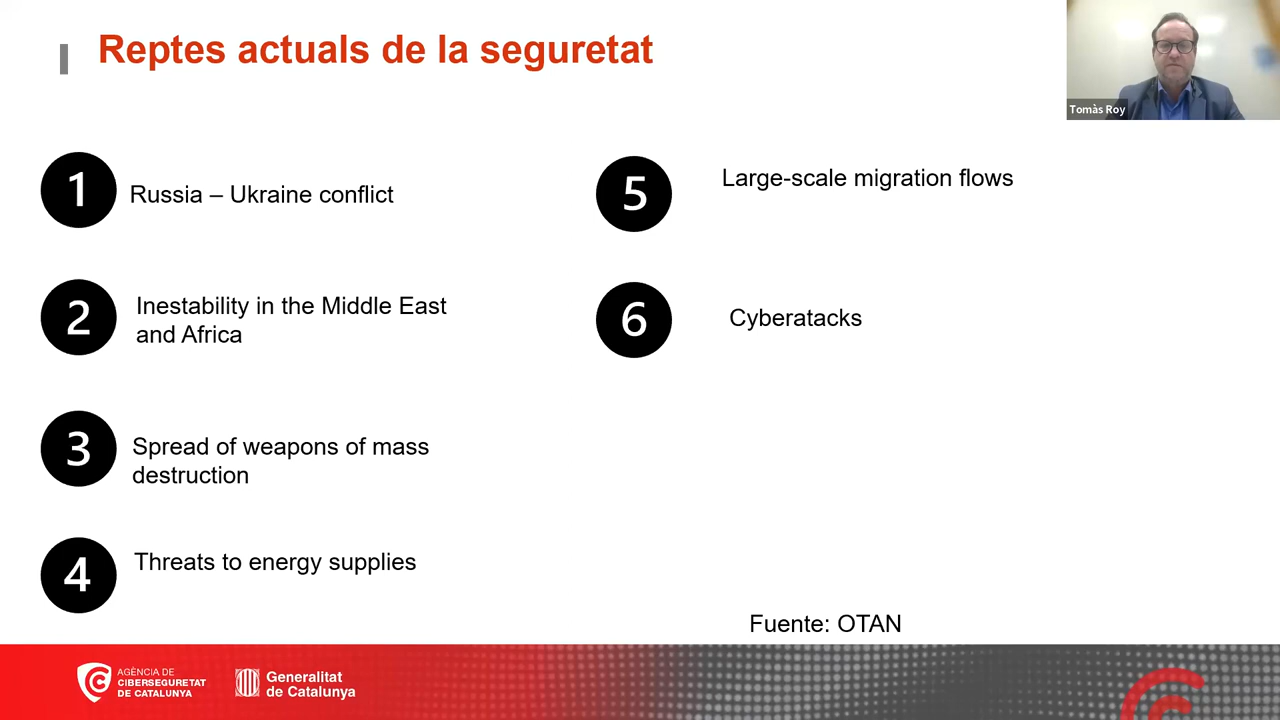 Reptes actuals de la seguretat
Tomàs Roy
1
Russia – Ukraine conflict
2
Inestability in the Middle East
and Africa
3
Spread of weapons of mass
destruction
4
Threats to energy supplies
5
Large-scale migration flows
6
Cyberatacks
Fuente: OTAN
AGÈNCIA DE
CIBERSEGURETAT
DE CATALUNYA
Generalitat
de Catalunya